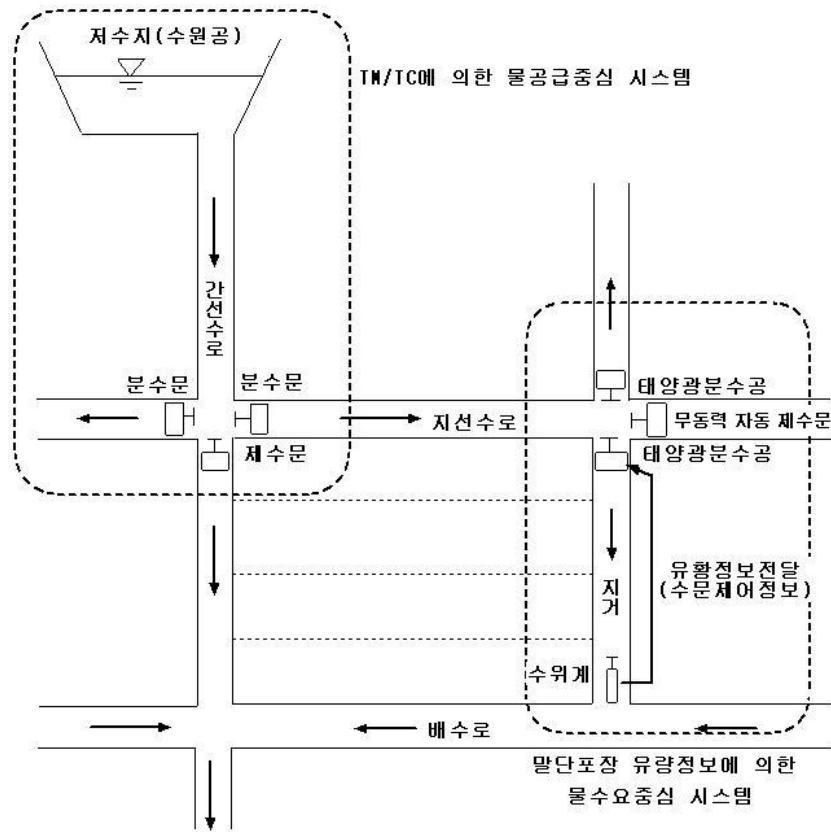 저수지(수원공)
TM/TC에 의한 물공급중심 시스템
간선수로
분수문
분수문
태양광분수공
지선수로
무동력 자동 제수문
제수문
태양광분수공
유황정보전달
(수문제어정보)
지거
수위계
배수로
말단포장 유량정보에 의한
물수요중심 시스템